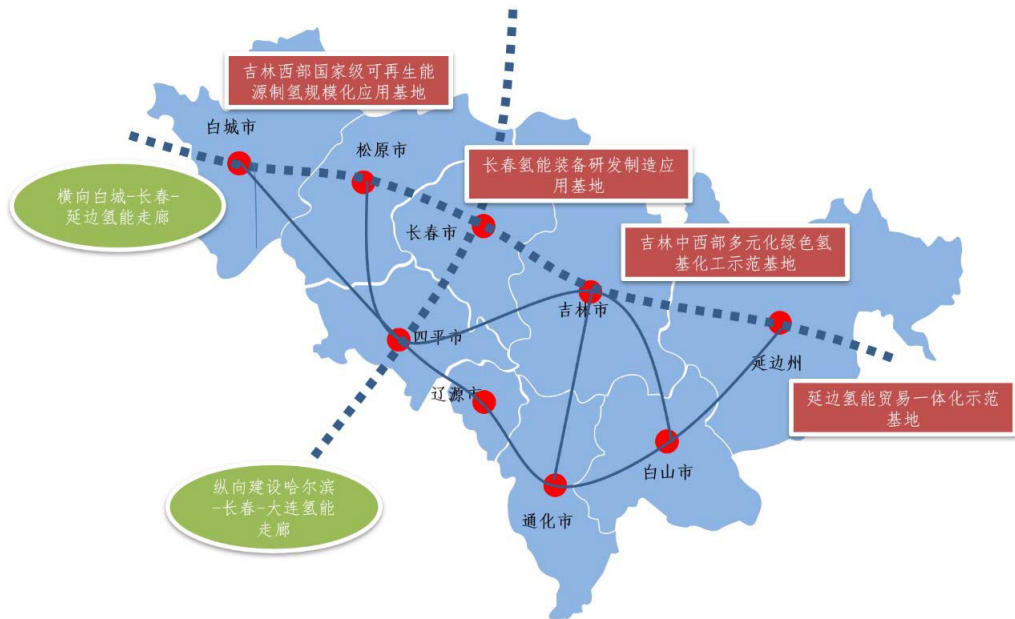 吉林西部国家级可再生能
源制氢规模化应用基地
白城市
松原市
长春氢能装备研发制造应
用基地
横向白城-长春-
延边氢能走廊
长春市
吉林中西部多元化绿色氢
基化工示范基地
吉林市
四平市
延边州
辽源市
延边氢能贸易一体化示范
基地
白山市
纵向建设哈尔滨
-长春-大连氢能
走廊
通化市